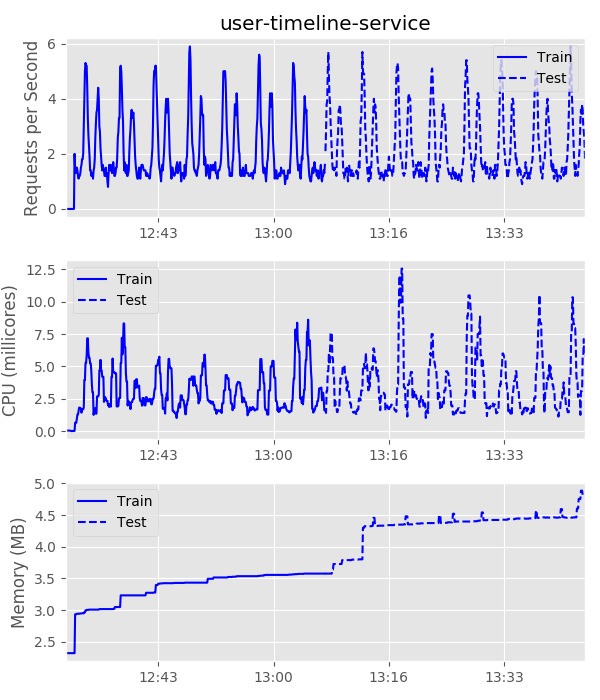 user-timeline-service
Requests per Second
6
4
2
0
Train
Test
12:43
13:00
13:16
13:33
CPU (millicores)
12.5
10.0
7.5
5.0
2.5
0.0
Train
Test
12:43
13:00
13:16
13:33
Memory (MB)
5.0
4.5
4.0
3.5
3.0
2.5
Train
Test
12:43
13:00
13:16
13:33